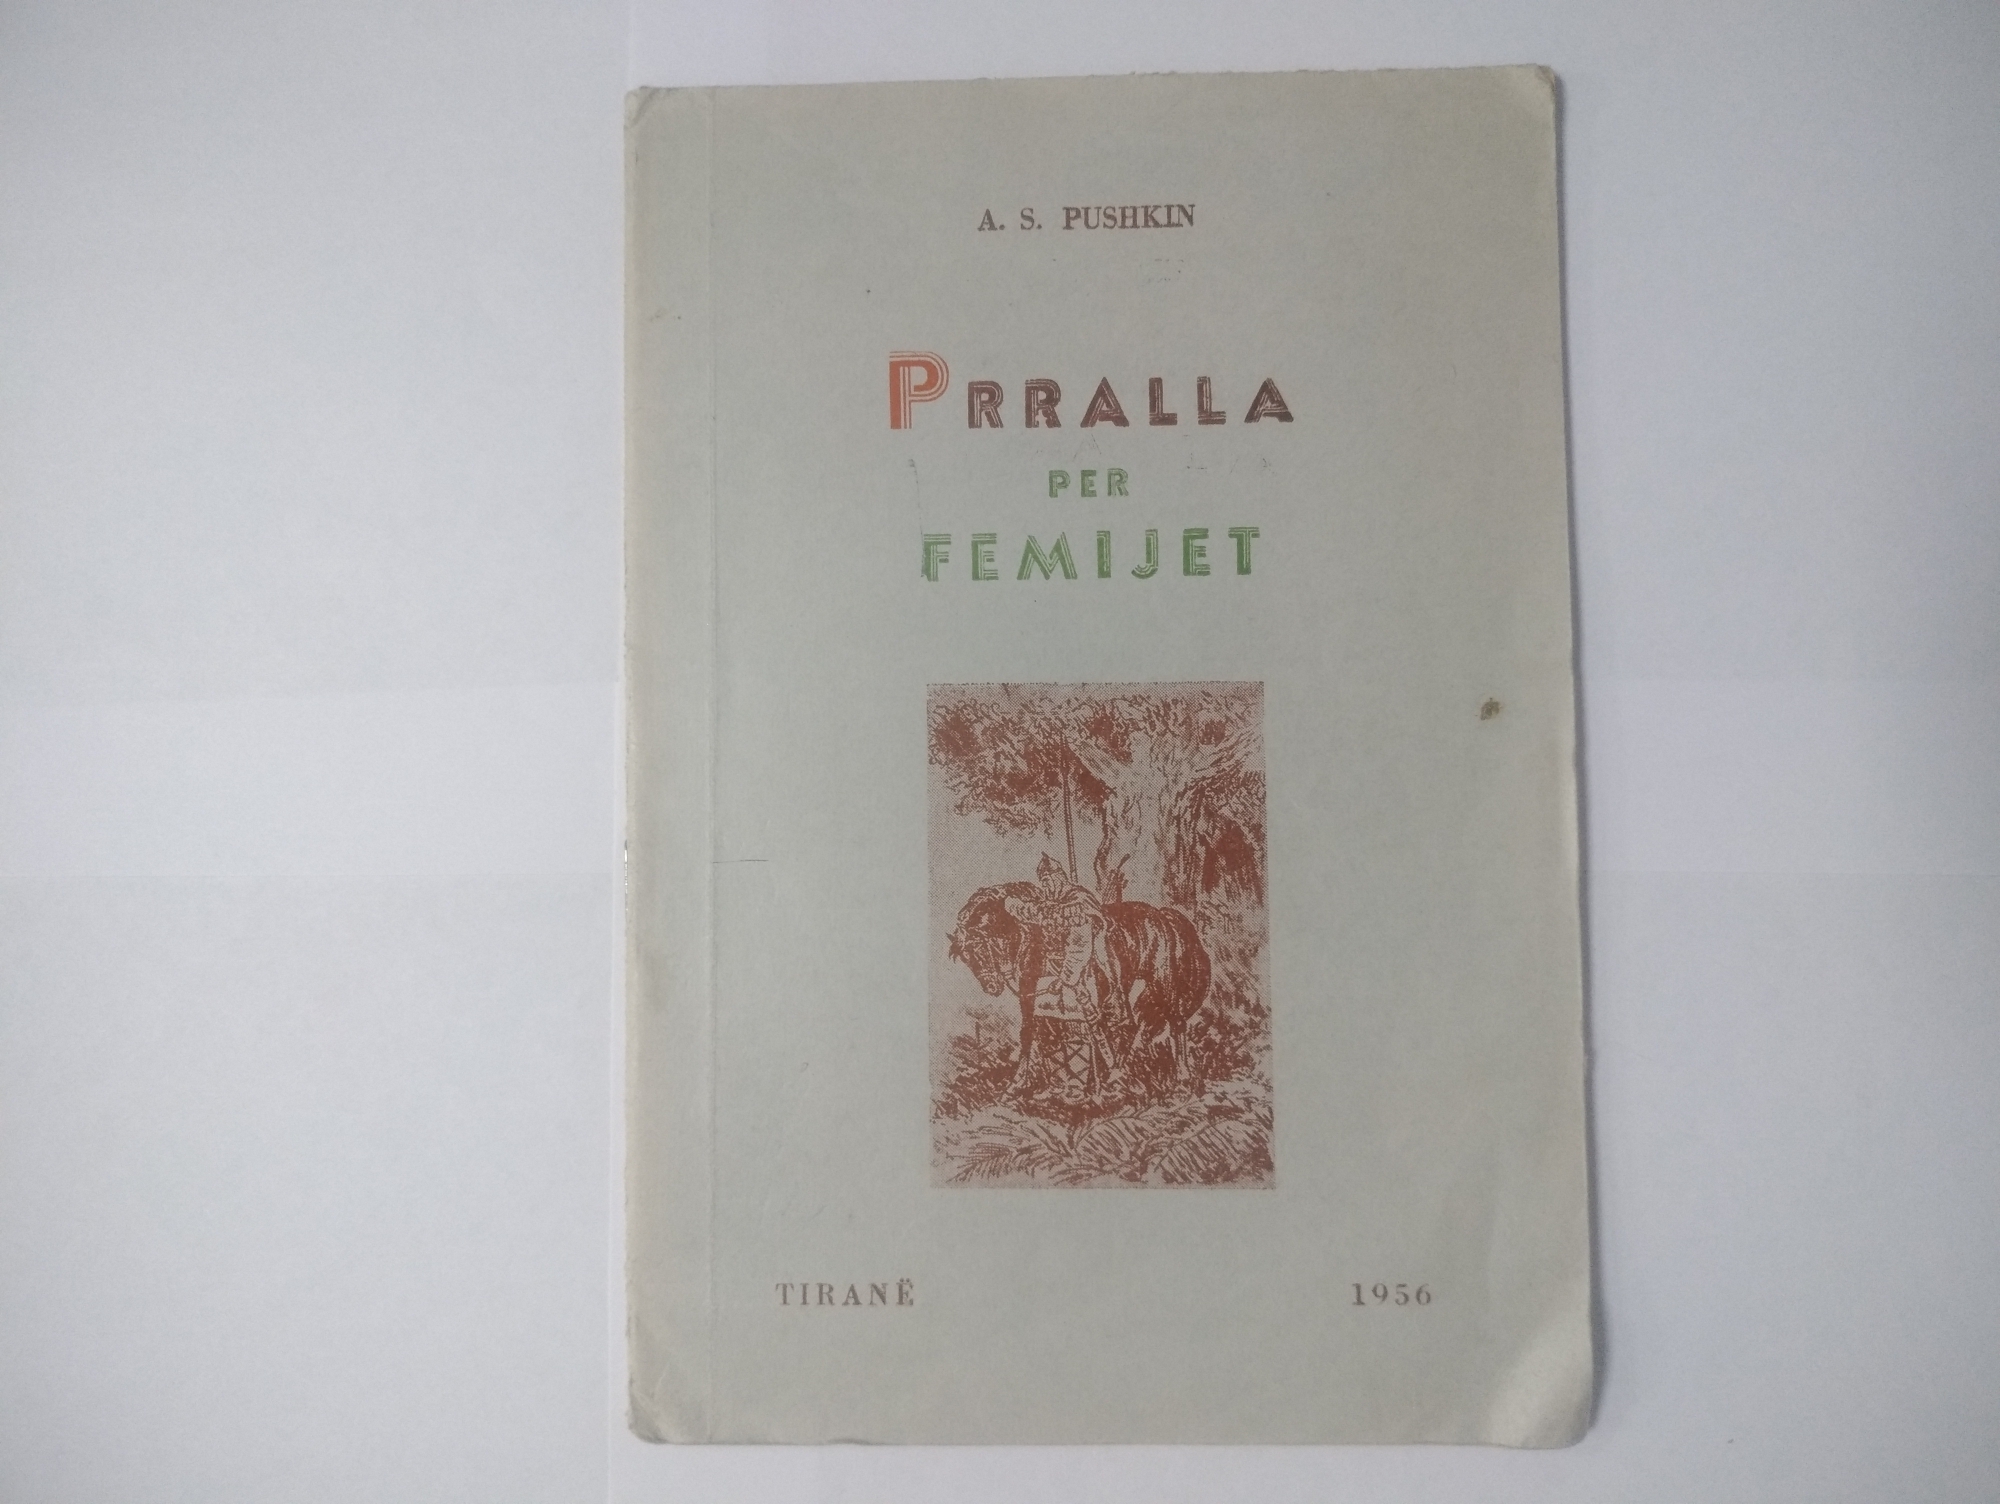 A. S. PUSHKIN
PRRALLA
PER
FEMIJET
TIRANË 1956